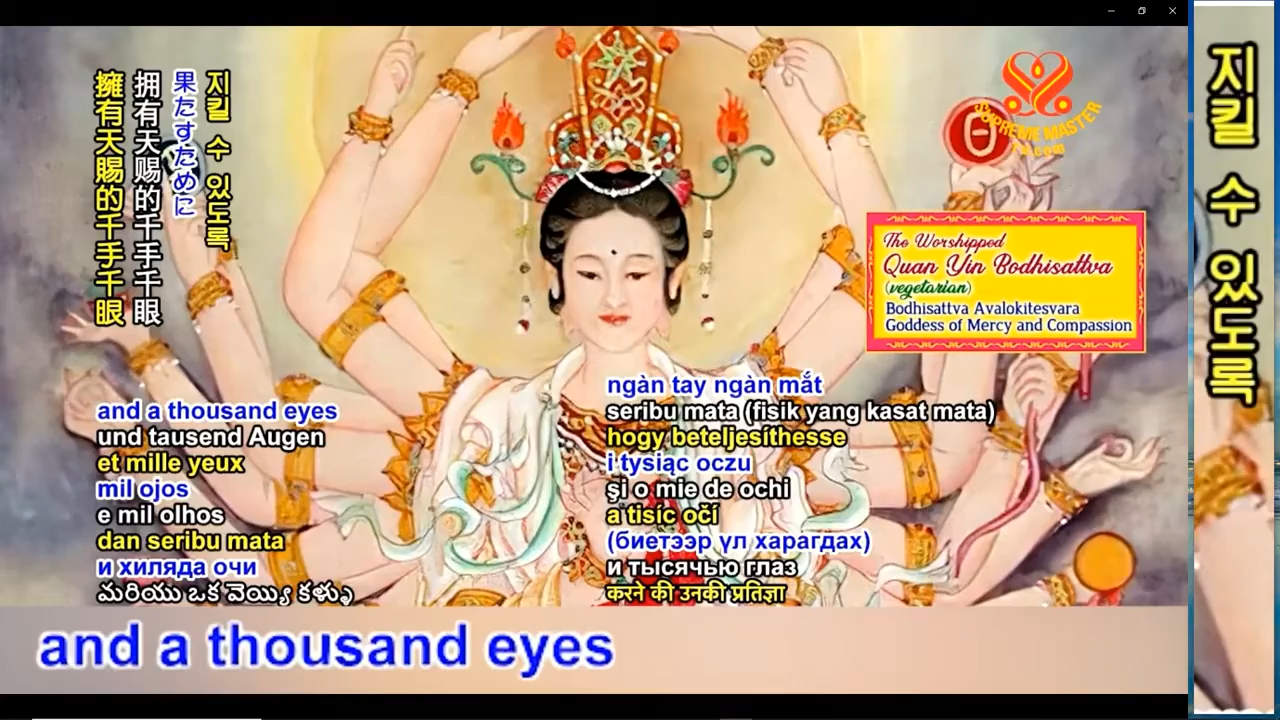 지킬 수 있도록
果たすために
拥有天赐的千手千眼
擁有天賜的千手千眼
SUPREME MASTER
TV.com
The Worshipped
Quan Yin Bodhisattva
(vegetarian)
Bodhisattva Avalokitesvara
Goddess of Mercy and Compassion
and a thousand eyes
und tausend Augen
et mille yeux
mil ojos
e mil olhos
dan seribu mata
и хиляда очи
మరియు ఒక వెయ్యి కళ్ళు
ngàn tay ngàn mắt
seribu mata (fisik yang kasat mata)
hogy beteljesíthesse
i tysiąc oczu
şi o mie de ochi
a tisíc očí
(биетээр үл харагдах)
и тысячью глаз
करने की उनकी प्रतिज्ञा
and a thousand eyes
지킬 수 있도록